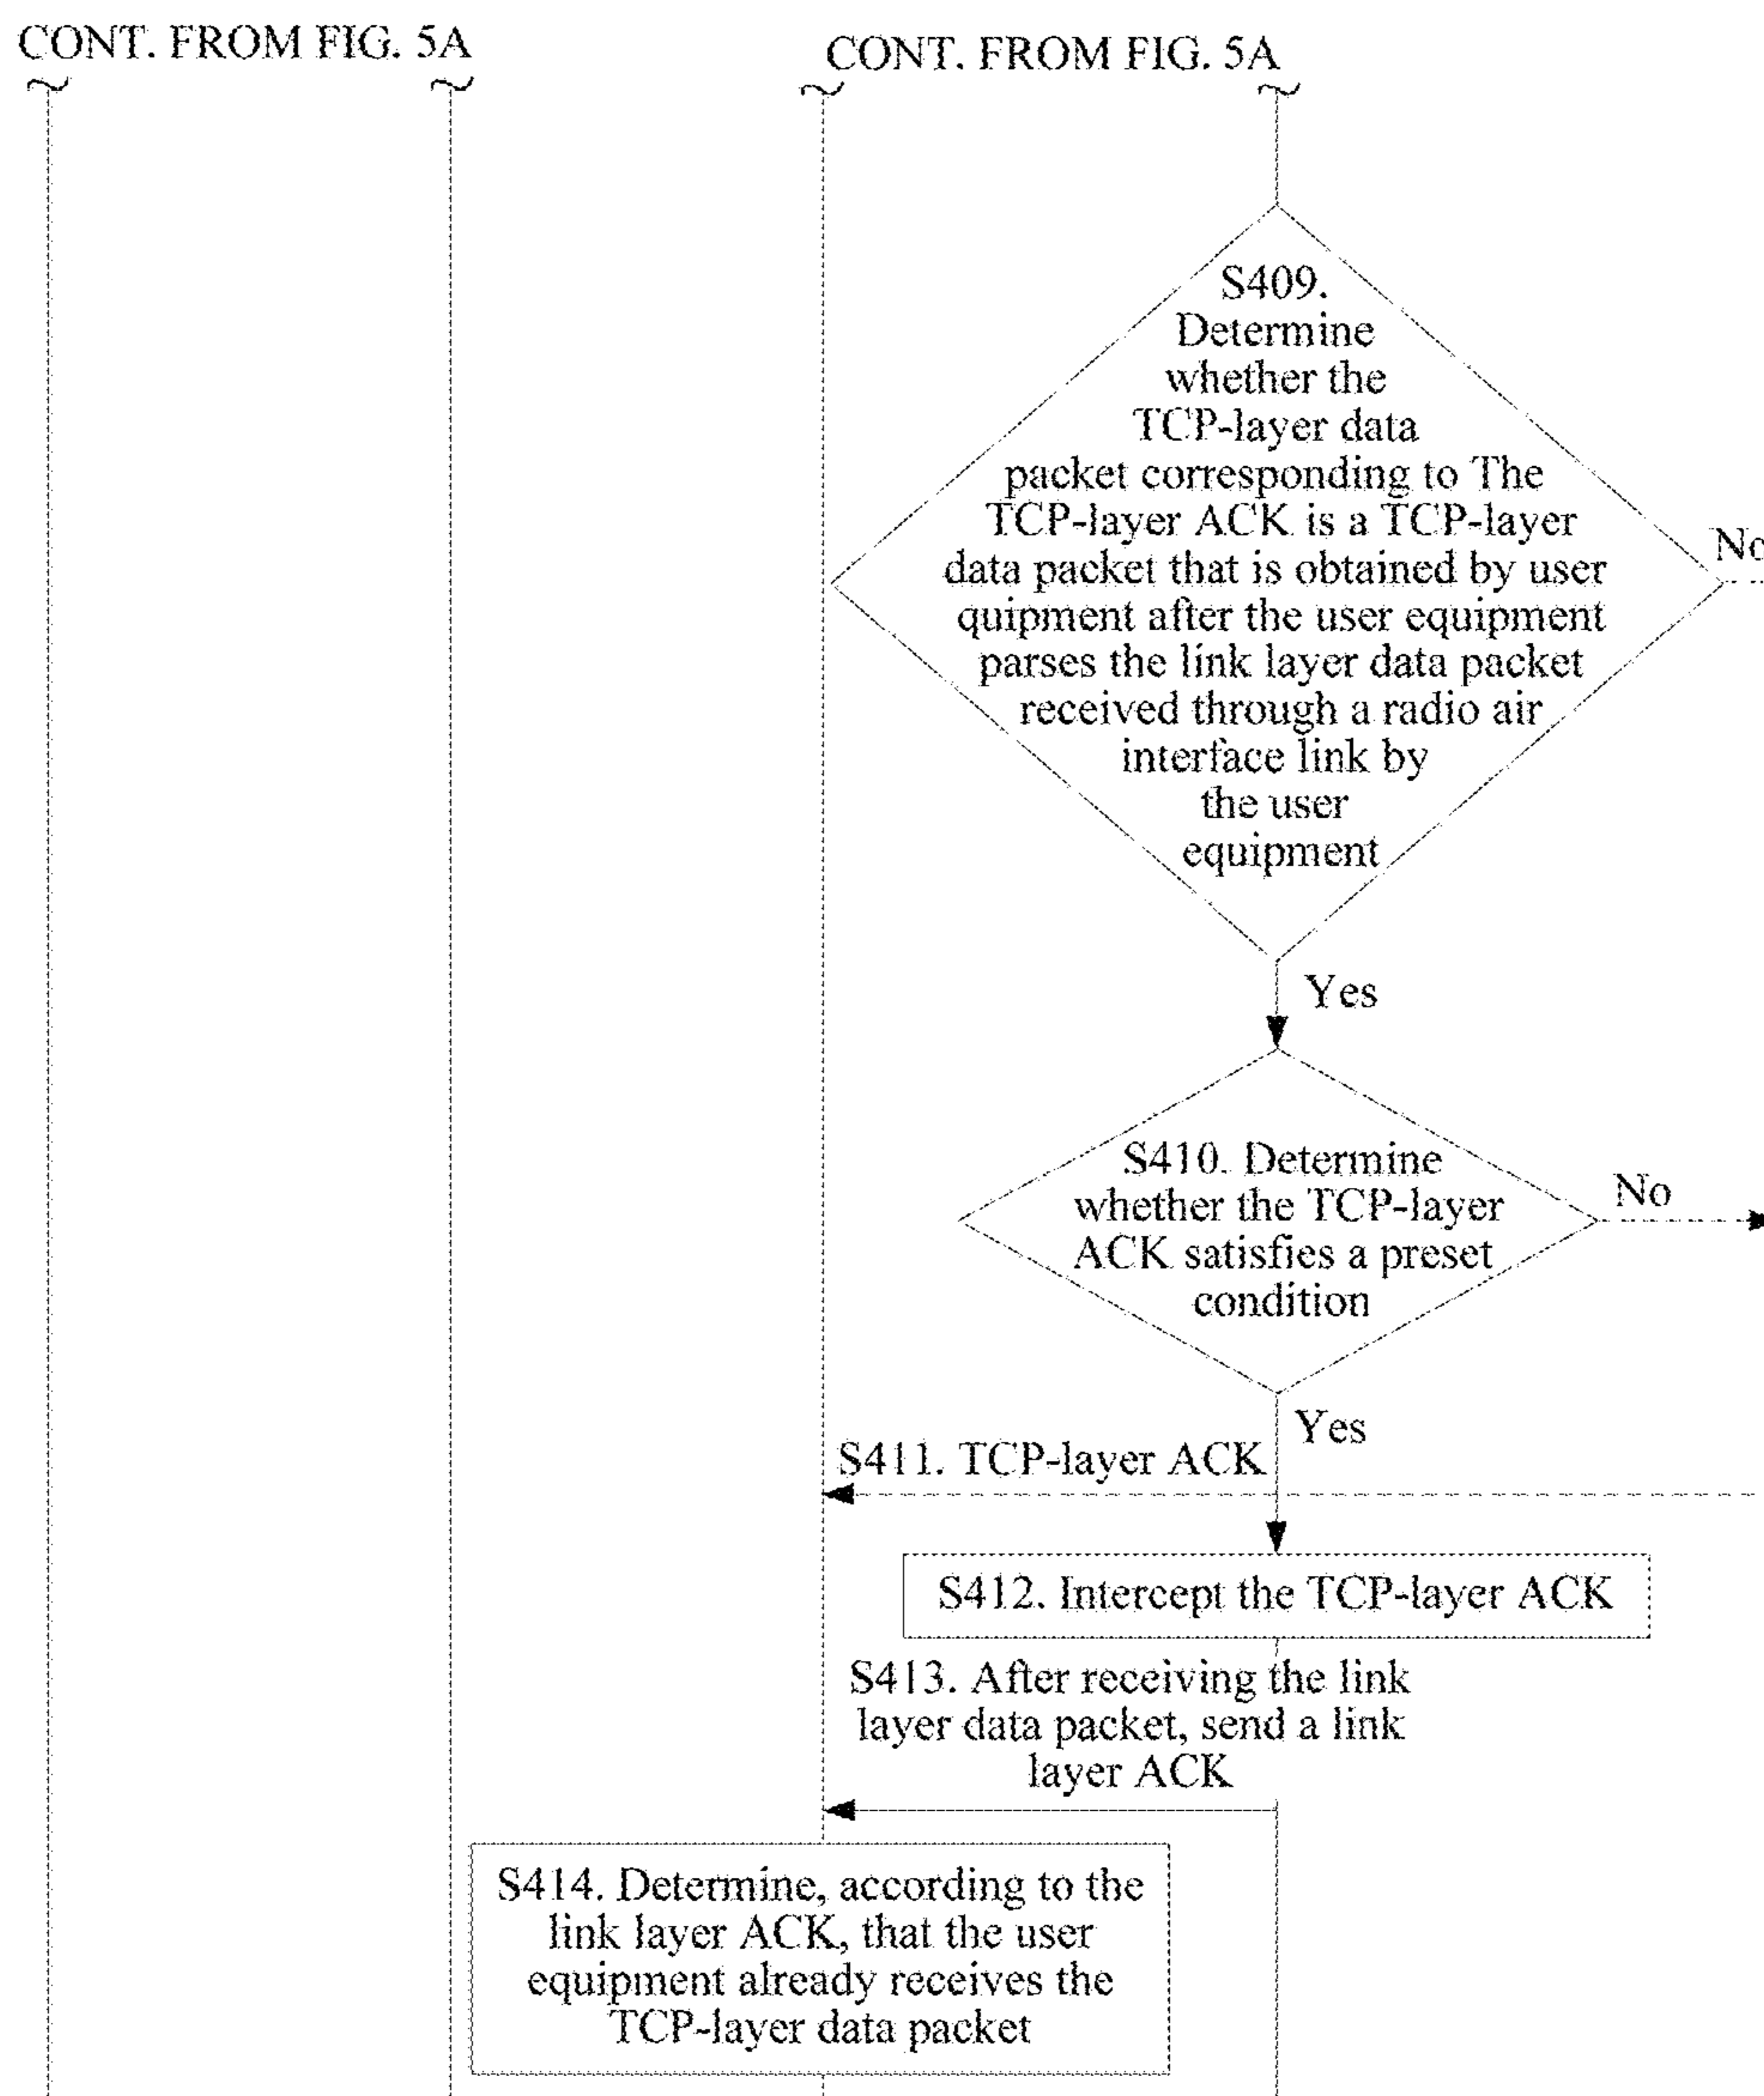 CONT. FROM FIG. 5A
CONT. FROM FIG. 5A
S409.
Determine
whether the
TCP-layer data
packet corresponding to The
TCP-layer ACK is a TCP-layer
data packet that is obtained by user
quipment after the user equipment
parses the link layer data packet
received through a radio air
interface link by
the user
equipment
No
Yes
S410. Determine
whether the TCP-layer
ACK satisfies a preset
condition
No
Yes
S411. TCP-layer ACK
S412. Intercept the TCP-layer ACK
S413. After receiving the link
layer data packet, send a link
layer ACK
S414. Determine, according to the
link layer ACK, that the user
equipment already receives the
TCP-layer data packet